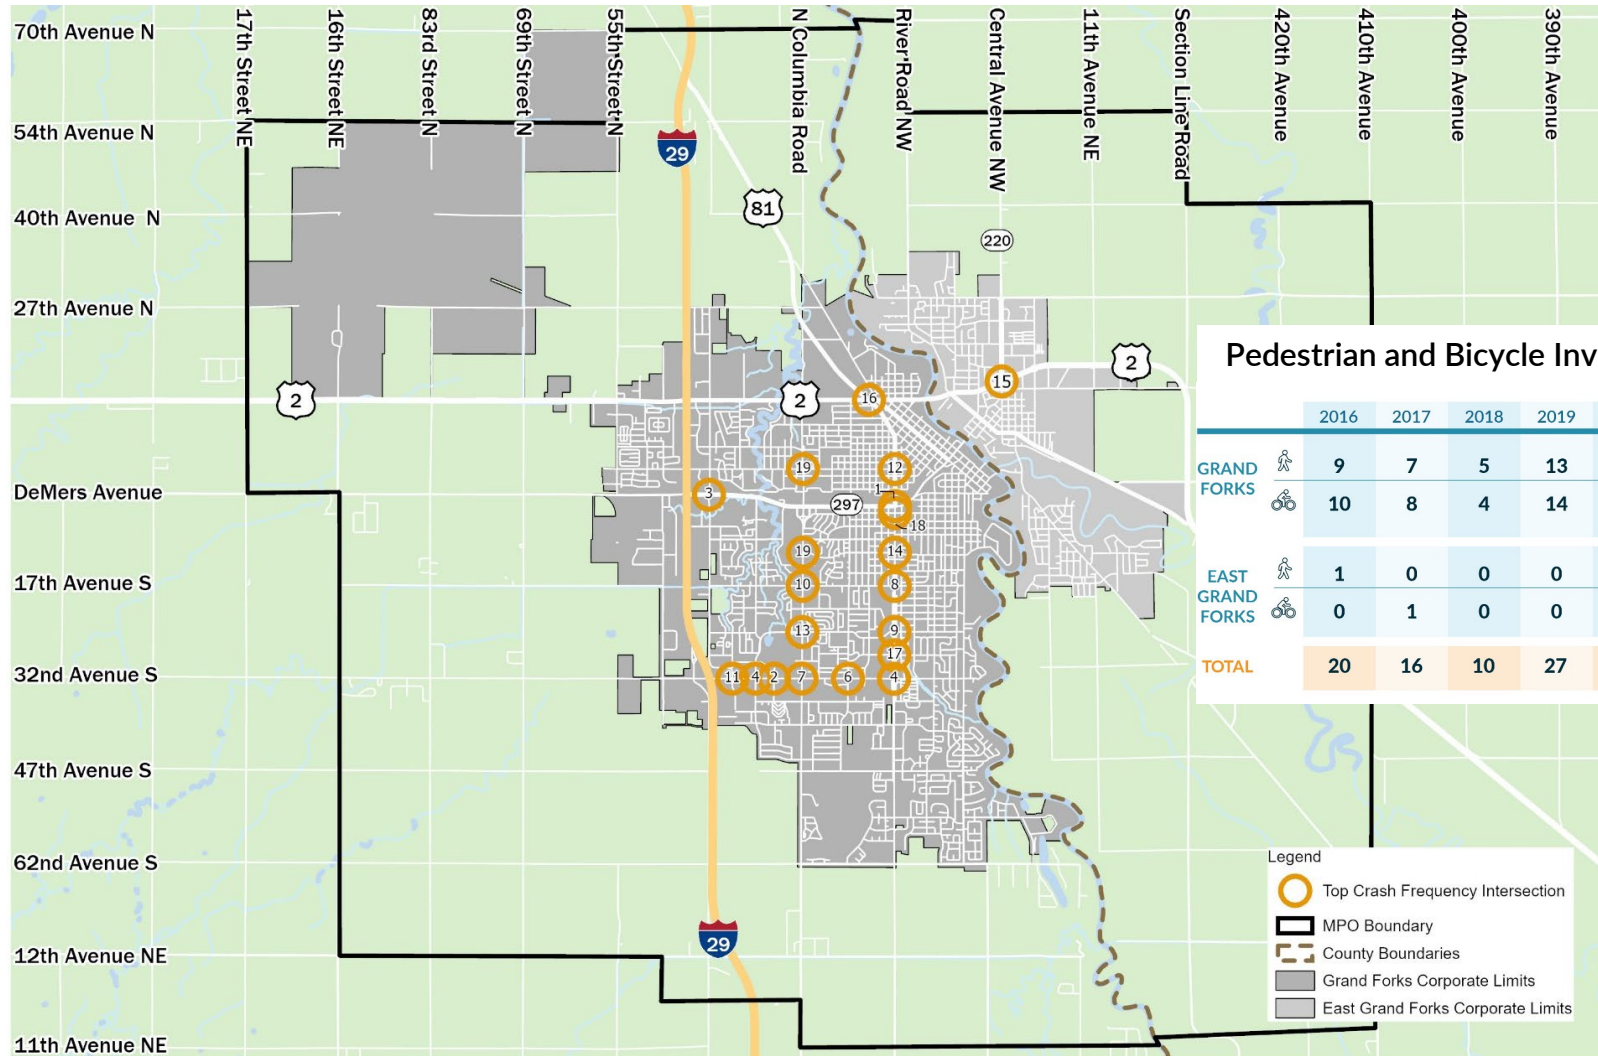 17th Street NE
16th Street NE
83rd Street N
69th Street N
55th Street N
N Columbia Road
River Road NW
Central Avenue NW
11th Avenue NE
Section Line Road
420th Avenue
410th Avenue
400th Avenue
390th Avenue
70th Avenue N
54th Avenue N
40th Avenue N
27th Avenue N
DeMers Avenue
17th Avenue S
32nd Avenue S
47th Avenue S
62nd Avenue S
12th Avenue NE
11th Avenue NE
29
81
220
2
2
2
15
16
19
12
3
297
1
18
19
14
10
8
13
9
17
11
4
2
7
6
4
29
Pedestrian and Bicycle Inv
2016 2017 2018 2019
GRAND FORKS
9 7 5 13
10 8 4 14
EAST GRAND FORKS
1 0 0 0
0 1 0 0
TOTAL 20 16 10 27
Legend
Top Crash Frequency Intersection
MPO Boundary
County Boundaries
Grand Forks Corporate Limits
East Grand Forks Corporate Limits